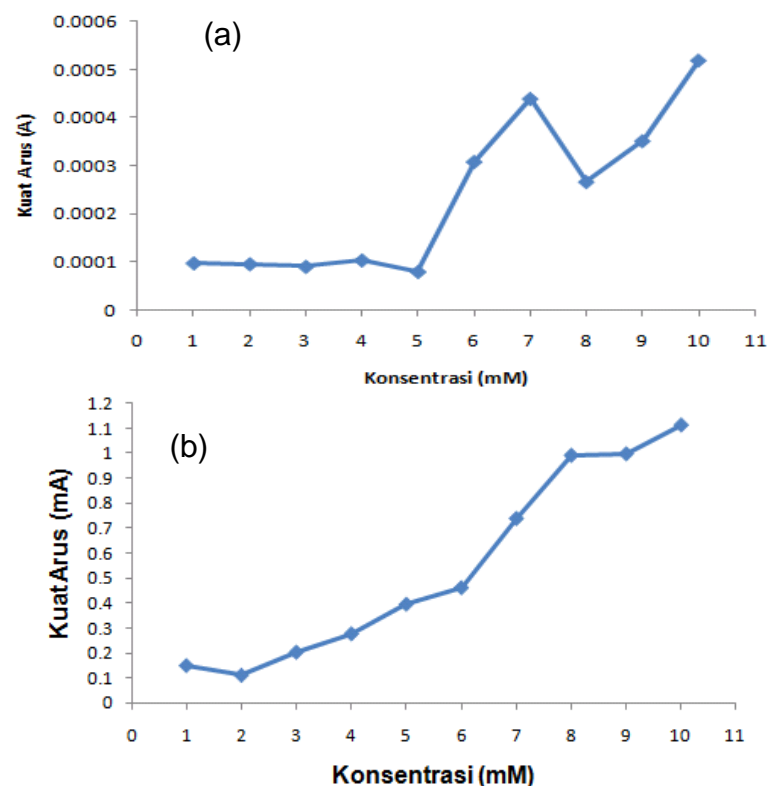 (a)
Kuat Arus (A)
0.0006
0.0005
0.0004
0.0003
0.0002
0.0001
0
0 1 2 3 4 5 6 7 8 9 10 11
Konsentrasi (mM)
(b)
Kuat Arus (mA)
1.2
1.1
1
0.9
0.8
0.7
0.6
0.5
0.4
0.3
0.2
0.1
0
0 1 2 3 4 5 6 7 8 9 10 11
Konsentrasi (mM)